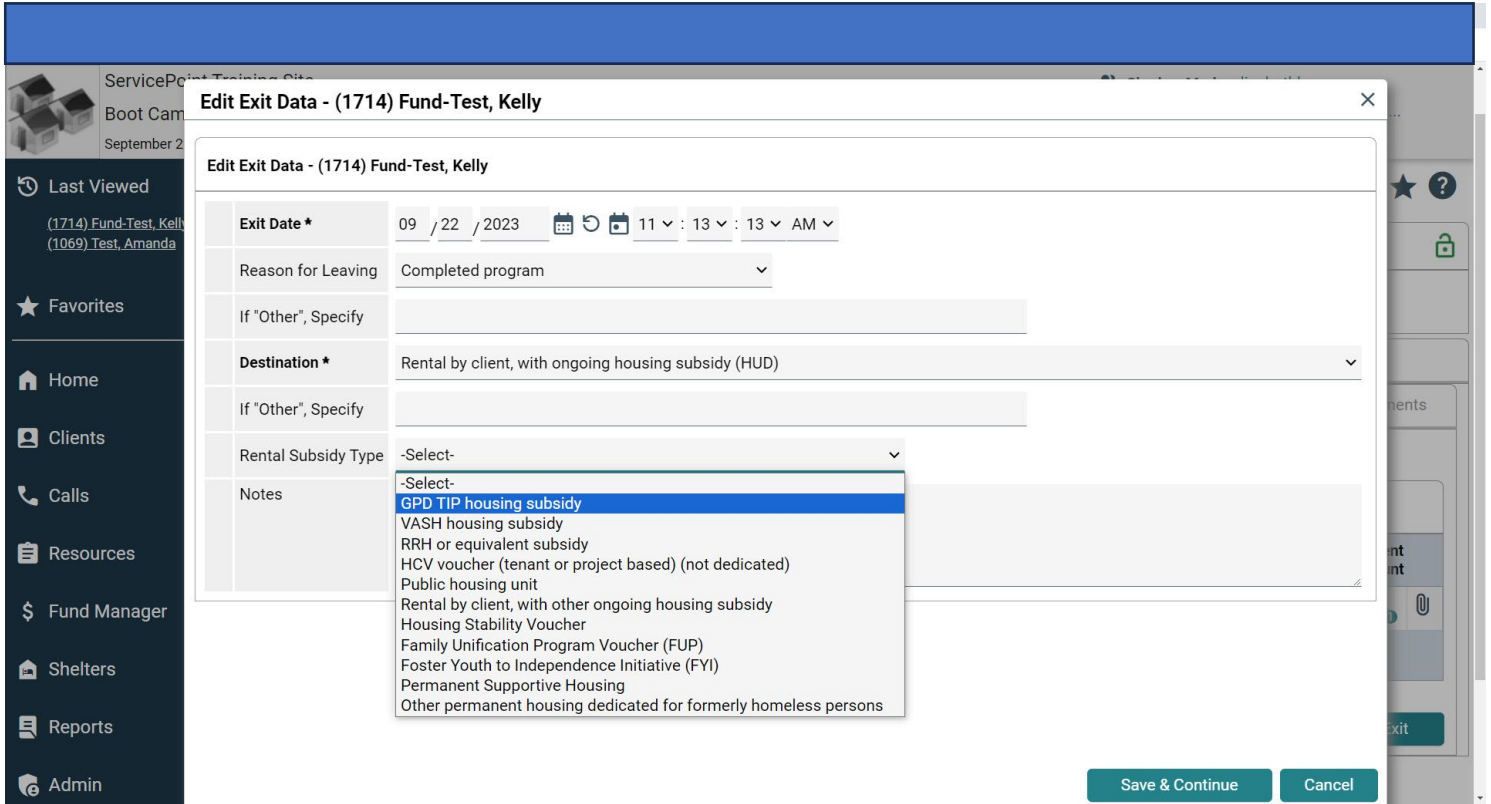 ServicePoint Training Site
Boot Cam
September 2
Last Viewed
(1714) Fund-Test, Kelly
(1069) Test, Amanda
Favorites
Home
Clients
Calls
Resources
$ Fund Manager
Shelters
Reports
Admin
Edit Exit Data - (1714) Fund-Test, Kelly
Edit Exit Data - (1714) Fund-Test, Kelly
Exit Date * 09 / 22 / 2023 11 : 13 : 13 AM
Reason for Leaving Completed program
If "Other", Specify
Destination * Rental by client, with ongoing housing subsidy (HUD)
If "Other", Specify
Rental Subsidy Type -Select-
Notes
-Select-
GPD TIP housing subsidy
VASH housing subsidy
RRH or equivalent subsidy
HCV voucher (tenant or project based) (not dedicated)
Public housing unit
Rental by client, with other ongoing housing subsidy
Housing Stability Voucher
Family Unification Program Voucher (FUP)
Foster Youth to Independence Initiative (FYI)
Permanent Supportive Housing
Other permanent housing dedicated for formerly homeless persons
Save & Continue
Cancel
ments
Exit